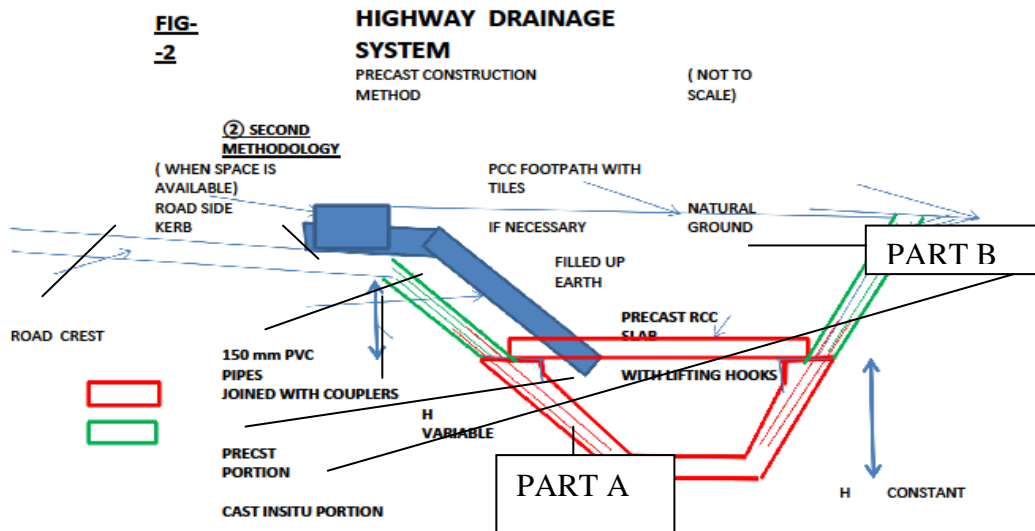 FIG-
-2
HIGHWAY DRAINAGE
SYSTEM
PRECAST CONSTRUCTION
METHOD
( NOT TO
SCALE)
② SECOND
METHODOLOGY
( WHEN SPACE IS
AVAILABLE)
ROAD SIDE
KERB
PCC FOOTPATH WITH
TILES
IF NECESSARY
NATURAL
GROUND
PART B
FILLED UP
EARTH
ROAD CREST
PRECAST RCC
SLAB
WITH LIFTING HOOKS
150 mm PVC
PIPES
JOINED WITH COUPLERS
H
VARIABLE
PRECST
PORTION
PART A
H CONSTANT
CAST INSITU PORTION